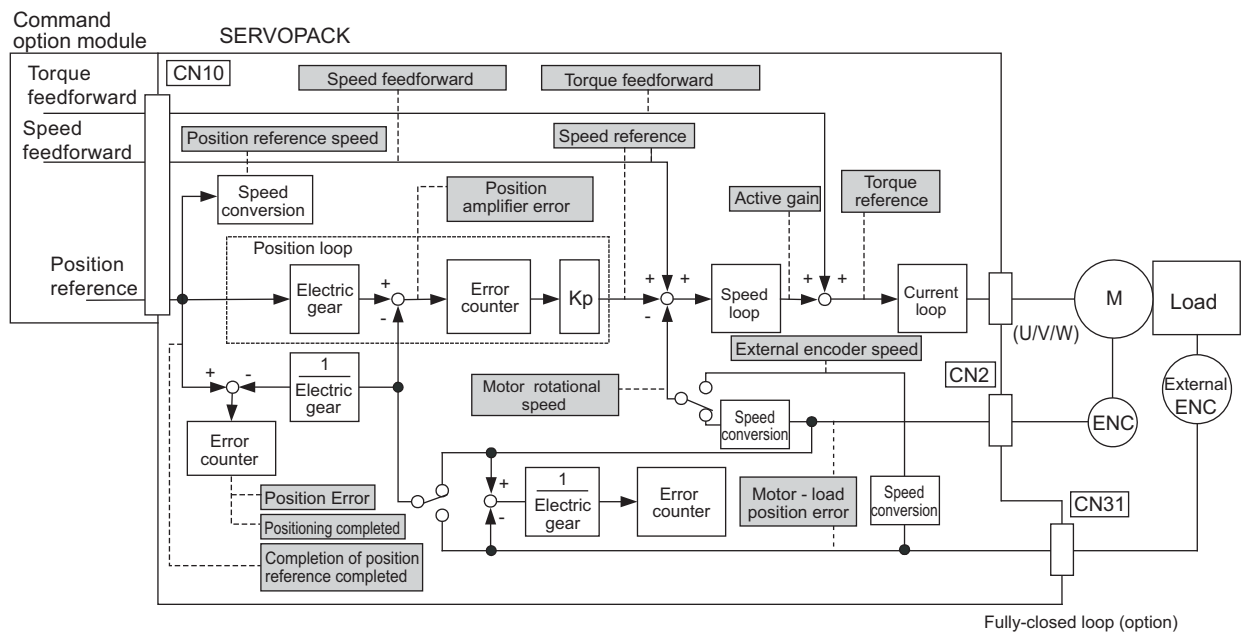 Command
option module
SERVOPACK
Torque
feedforward
CN10
Speed feedforward
Torque feedforward
Speed
feedforward
Position reference speed
Speed reference
Speed
conversion
Position
amplifier error
Active gain
Torque
reference
Position loop
Position
reference
Electric
gear
+
-
Error
counter
Kp
+
+
-
Speed
loop
+
+
Current
loop
(U/V/W)
M
Load
External encoder speed
CN2
+
-
1
Electric
gear
Motor rotational
speed
Speed
conversion
ENC
External
ENC
Error
counter
Position Error
Positioning completed
Completion of position
reference completed
+
-
1
Electric
gear
Error
counter
Motor - load
position error
Speed
conversion
CN31
Fully-closed loop (option)